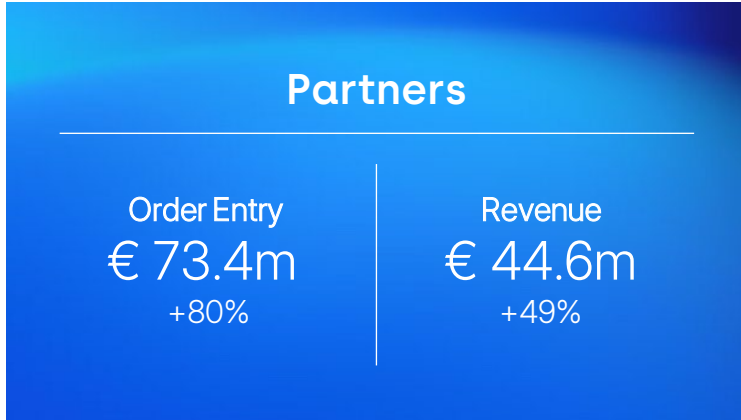 Partners
Order Entry
€ 73.4m
+80%
Revenue
€ 44.6m
+49%